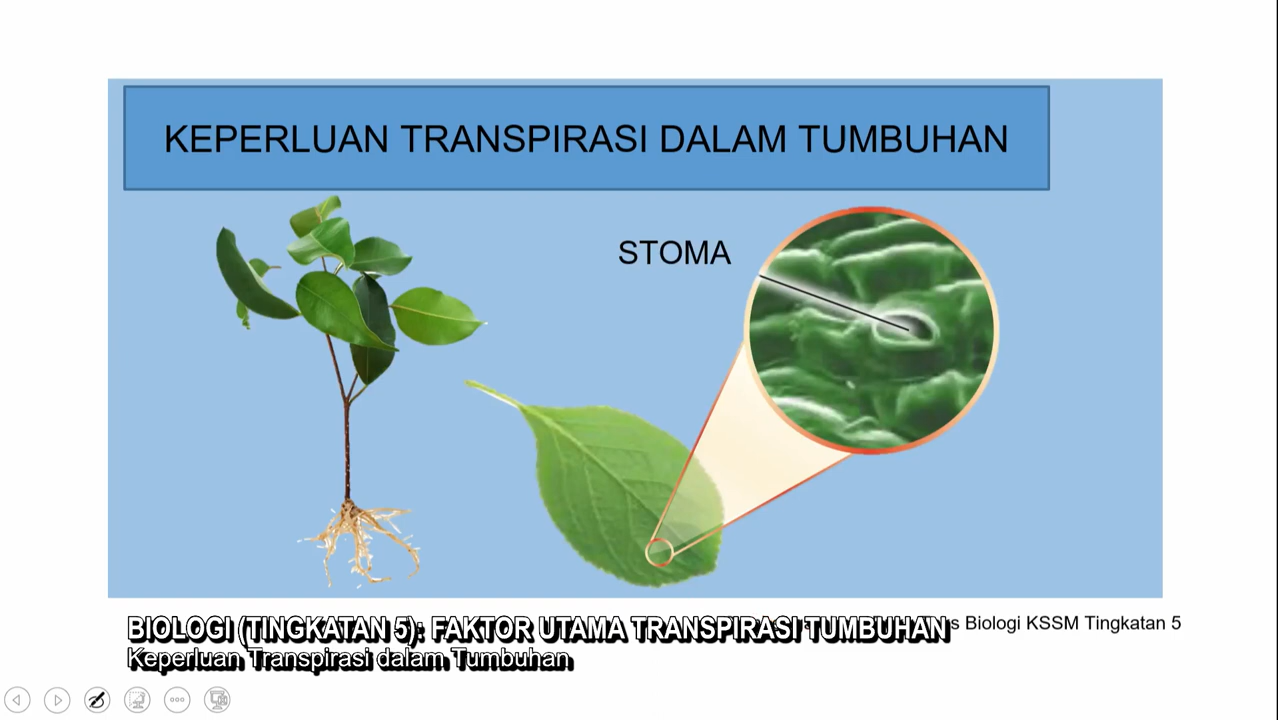 KEPERLUAN TRANSPIRASI DALAM TUMBUHAN
STOMA
BIOLOGI (TINGKATAN 5): FAKTOR UTAMA TRANSPIRASI TUMBUHAN
Biologi KSSM Tingkatan 5
Keperluan Transpirasi dalam Tumbuhan